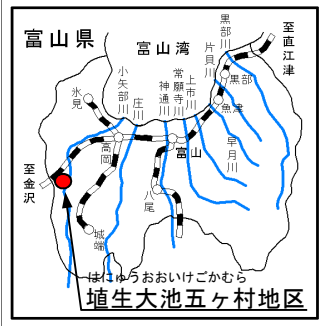 富山県
富山湾
至直江津
黒部川
片貝川
上市川
常願寺川
神通川
庄川
小矢部川
黒部
魚津
早月川
氷見
高岡
富山
至金沢
八尾
城端
はにゅうおおいけごかむら
埴生大池五ヶ村地区